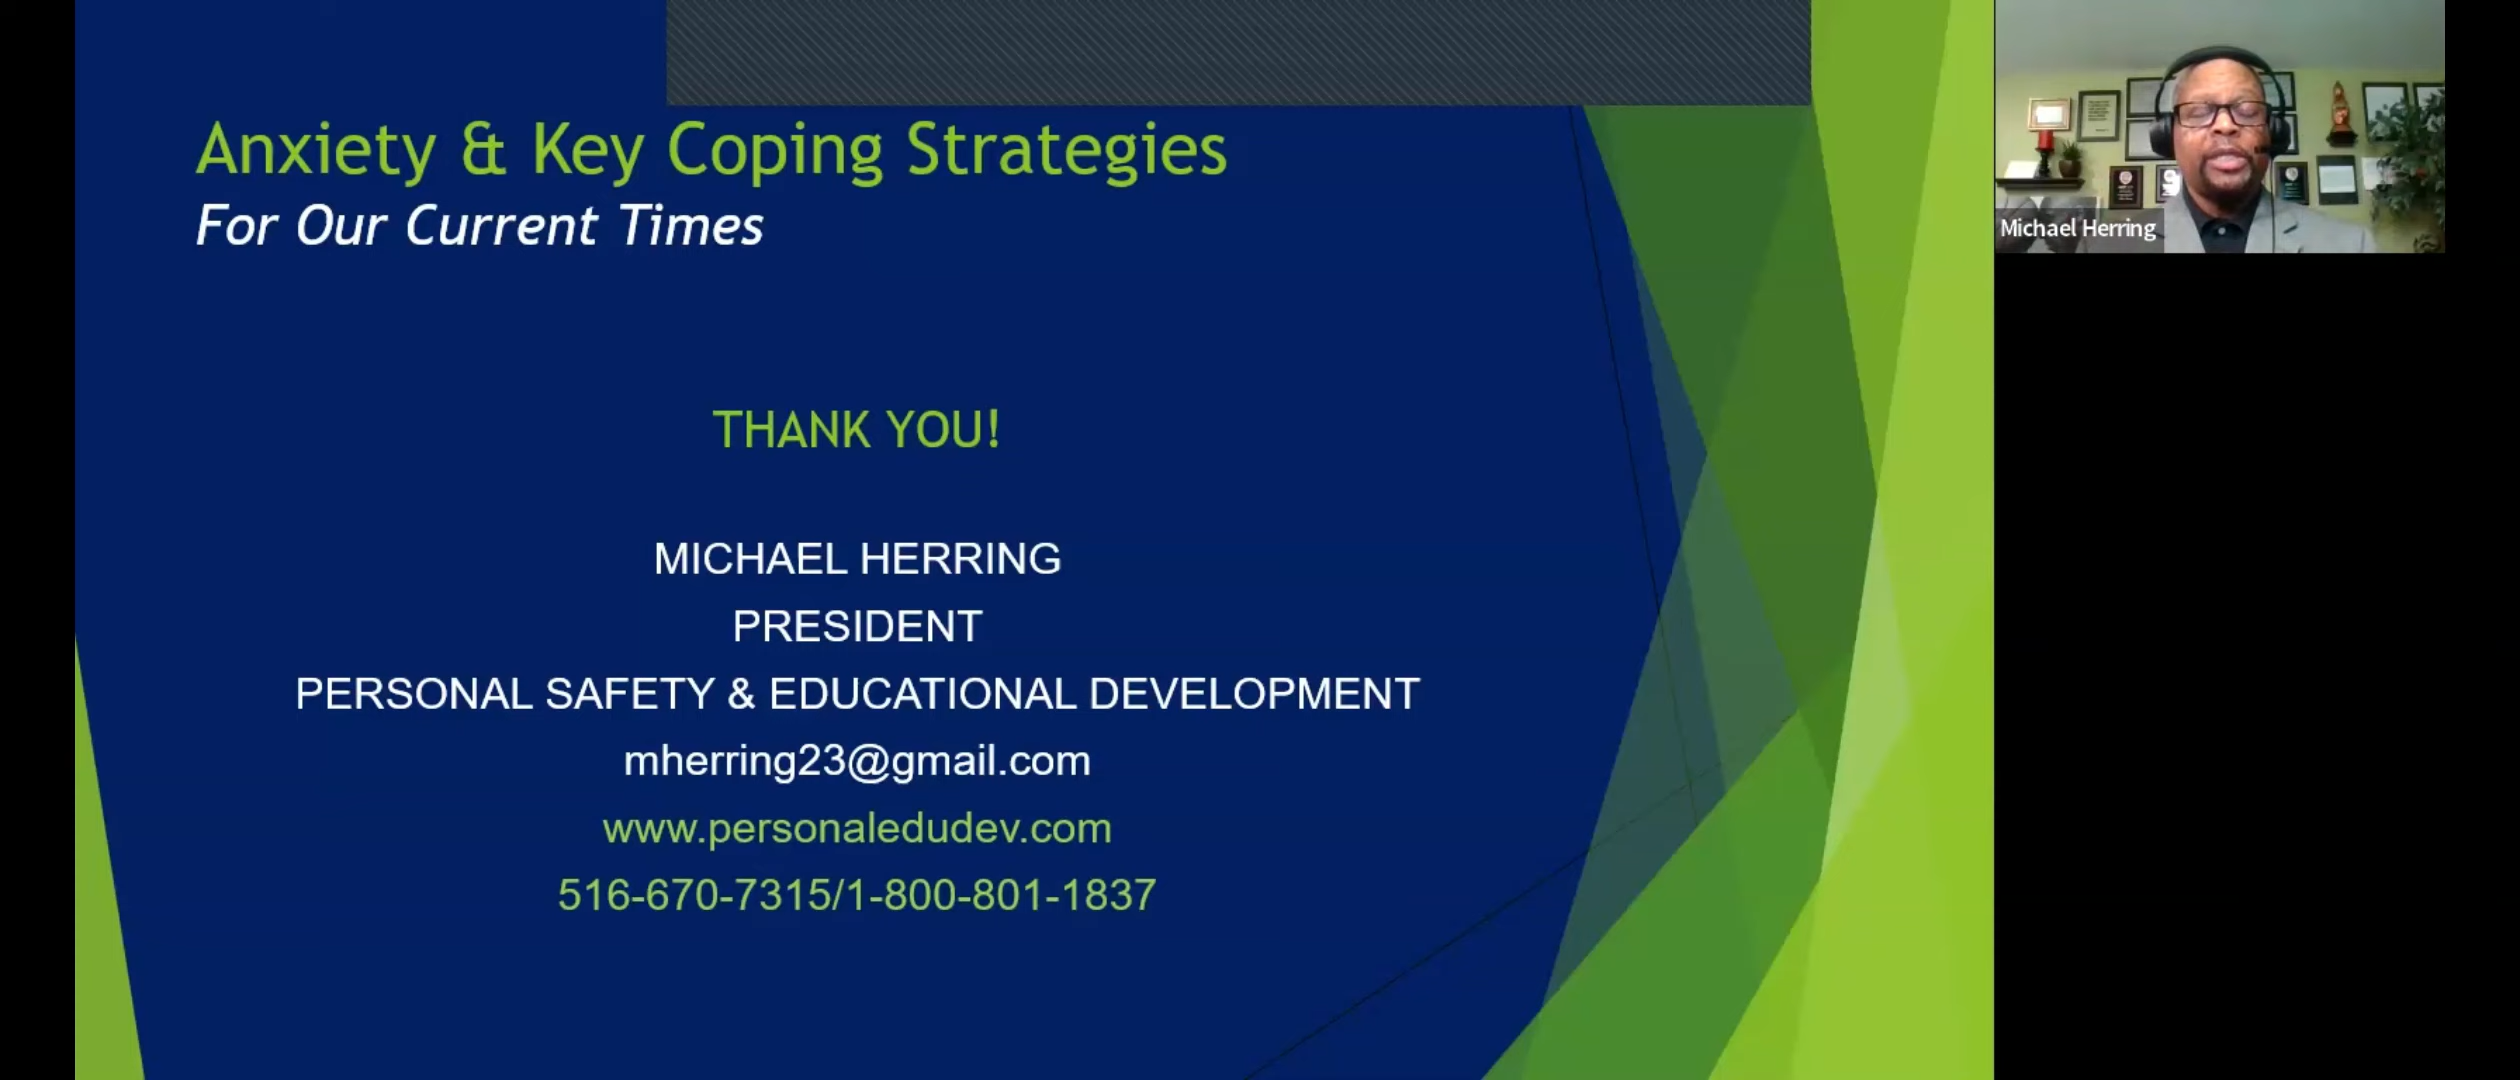 Anxiety & Key Coping Strategies
For Our Current Times
THANK YOU!
MICHAEL HERRING
PRESIDENT
PERSONAL SAFETY & EDUCATIONAL DEVELOPMENT
mherring23@gmail.com
www.personaledudev.com
516-670-7315/1-800-801-1837
Michael Herring